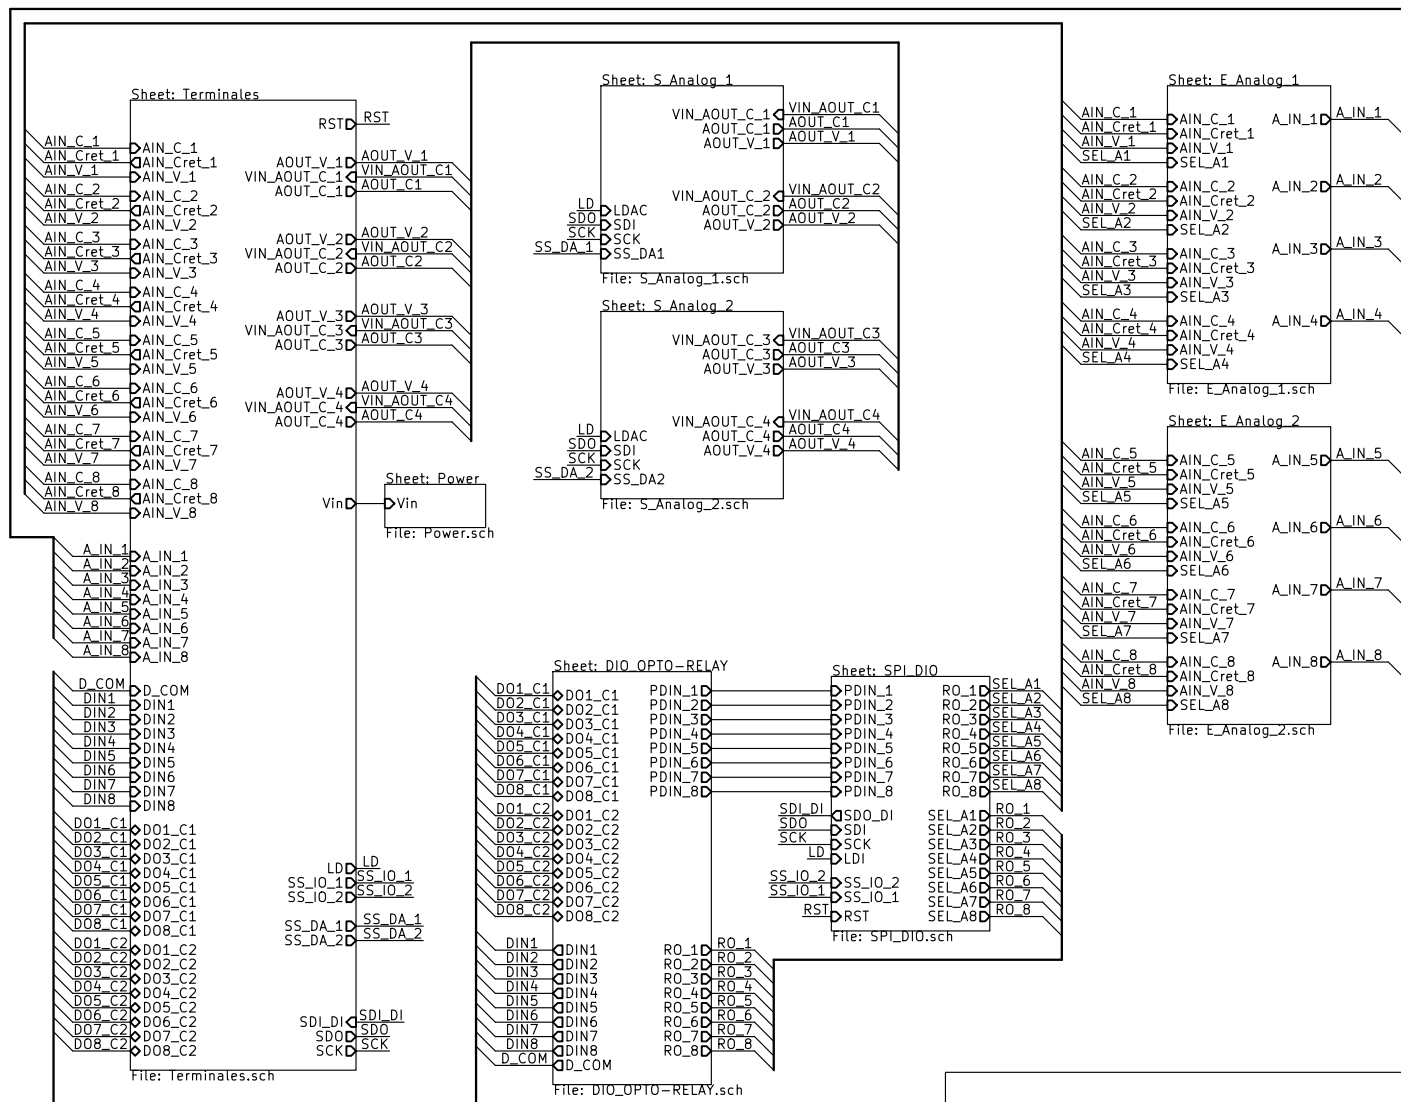 Sheet: Terminales
RST RST
AIN_C_1 AIN_C_1
AIN_Cret_1 AIN_Cret_1
AIN_V_1 AIN_V_1
AIN_C_2 AIN_C_2
AIN_Cret_2 AIN_Cret_2
AIN_V_2 AIN_V_2
AIN_C_3 AIN_C_3
AIN_Cret_3 AIN_Cret_3
AIN_V_3 AIN_V_3
AIN_C_4 AIN_C_4
AIN_Cret_4 AIN_Cret_4
AIN_V_4 AIN_V_4
AIN_C_5 AIN_C_5
AIN_Cret_5 AIN_Cret_5
AIN_V_5 AIN_V_5
AIN_C_6 AIN_C_6
AIN_Cret_6 AIN_Cret_6
AIN_V_6 AIN_V_6
AIN_C_7 AIN_C_7
AIN_Cret_7 AIN_Cret_7
AIN_V_7 AIN_V_7
AIN_C_8 AIN_C_8
AIN_Cret_8 AIN_Cret_8
AIN_V_8 AIN_V_8
A_IN_1 A_IN_1
A_IN_2 A_IN_2
A_IN_3 A_IN_3
A_IN_4 A_IN_4
A_IN_5 A_IN_5
A_IN_6 A_IN_6
A_IN_7 A_IN_7
A_IN_8 A_IN_8
D_COM D_COM
DIN1 DIN1
DIN2 DIN2
DIN3 DIN3
DIN4 DIN4
DIN5 DIN5
DIN6 DIN6
DIN7 DIN7
DIN8 DIN8
DO1_C1 DO1_C1
DO2_C1 DO2_C1
DO3_C1 DO3_C1
DO4_C1 DO4_C1
DO5_C1 DO5_C1
DO6_C1 DO6_C1
DO7_C1 DO7_C1
DO8_C1 DO8_C1
DO1_C2 DO1_C2
DO2_C2 DO2_C2
DO3_C2 DO3_C2
DO4_C2 DO4_C2
DO5_C2 DO5_C2
DO6_C2 DO6_C2
DO7_C2 DO7_C2
DO8_C2 DO8_C2
AOUT_V_1 AOUT_V_1
VIN_AOUT_C_1 VIN_AOUT_C1
AOUT_C_1 AOUT_C1
AOUT_V_2 AOUT_V_2
VIN_AOUT_C_2 VIN_AOUT_C2
AOUT_C_2 AOUT_C2
AOUT_V_3 AOUT_V_3
VIN_AOUT_C_3 VIN_AOUT_C3
AOUT_C_3 AOUT_C3
AOUT_V_4 AOUT_V_4
VIN_AOUT_C_4 VIN_AOUT_C4
AOUT_C_4 AOUT_C4
Vin
LD LD
SS_IO_1 SS_IO_1
SS_IO_2 SS_IO_2
SS_DA_1 SS_DA_1
SS_DA_2 SS_DA_2
SDI_DI SDI_DI
SDO SDO
SCK SCK
File: Terminales.sch
Sheet: Power
Vin
File: Power.sch
Sheet: S_Analog_1
VIN_AOUT_C_1 VIN_AOUT_C1
AOUT_C_1 AOUT_C1
AOUT_V_1 AOUT_V_1
VIN_AOUT_C_2 VIN_AOUT_C2
AOUT_C_2 AOUT_C2
AOUT_V_2 AOUT_V_2
LD LDAC
SDO SDI
SCK SCK
SS_DA_1 SS_DA1
File: S_Analog_1.sch
Sheet: S_Analog_2
VIN_AOUT_C_3 VIN_AOUT_C3
AOUT_C_3 AOUT_C3
AOUT_V_3 AOUT_V_3
VIN_AOUT_C_4 VIN_AOUT_C4
AOUT_C_4 AOUT_C4
AOUT_V_4 AOUT_V_4
LD LDAC
SDO SDI
SCK SCK
SS_DA_2 SS_DA2
File: S_Analog_2.sch
Sheet: E_Analog_1
AIN_C_1 AIN_C_1 A_IN_1 A_IN_1
AIN_Cret_1 AIN_Cret_1
AIN_V_1 AIN_V_1
SEL_A1 SEL_A1
AIN_C_2 AIN_C_2 A_IN_2 A_IN_2
AIN_Cret_2 AIN_Cret_2
AIN_V_2 AIN_V_2
SEL_A2 SEL_A2
AIN_C_3 AIN_C_3 A_IN_3 A_IN_3
AIN_Cret_3 AIN_Cret_3
AIN_V_3 AIN_V_3
SEL_A3 SEL_A3
AIN_C_4 AIN_C_4 A_IN_4 A_IN_4
AIN_Cret_4 AIN_Cret_4
AIN_V_4 AIN_V_4
SEL_A4 SEL_A4
File: E_Analog_1.sch
Sheet: E_Analog_2
AIN_C_5 AIN_C_5 A_IN_5 A_IN_5
AIN_Cret_5 AIN_Cret_5
AIN_V_5 AIN_V_5
SEL_A5 SEL_A5
AIN_C_6 AIN_C_6 A_IN_6 A_IN_6
AIN_Cret_6 AIN_Cret_6
AIN_V_6 AIN_V_6
SEL_A6 SEL_A6
AIN_C_7 AIN_C_7 A_IN_7 A_IN_7
AIN_Cret_7 AIN_Cret_7
AIN_V_7 AIN_V_7
SEL_A7 SEL_A7
AIN_C_8 AIN_C_8 A_IN_8 A_IN_8
AIN_Cret_8 AIN_Cret_8
AIN_V_8 AIN_V_8
SEL_A8 SEL_A8
File: E_Analog_2.sch
Sheet: DIO_OPTO-RELAY
DO1_C1 DO1_C1 PDIN_1
DO2_C1 DO2_C1 PDIN_2
DO3_C1 DO3_C1 PDIN_3
DO4_C1 DO4_C1 PDIN_4
DO5_C1 DO5_C1 PDIN_5
DO6_C1 DO6_C1 PDIN_6
DO7_C1 DO7_C1 PDIN_7
DO8_C1 DO8_C1 PDIN_8
DO1_C2 DO1_C2
DO2_C2 DO2_C2
DO3_C2 DO3_C2
DO4_C2 DO4_C2
DO5_C2 DO5_C2
DO6_C2 DO6_C2
DO7_C2 DO7_C2
DO8_C2 DO8_C2
DIN1 DIN1 RO_1 RO_1
DIN2 DIN2 RO_2 RO_2
DIN3 DIN3 RO_3 RO_3
DIN4 DIN4 RO_4 RO_4
DIN5 DIN5 RO_5 RO_5
DIN6 DIN6 RO_6 RO_6
DIN7 DIN7 RO_7 RO_7
DIN8 DIN8 RO_8 RO_8
D_COM D_COM
File: DIO_OPTO-RELAY.sch
Sheet: SPI_DIO
PDIN_1 RO_1 SEL_A1
PDIN_2 RO_2 SEL_A2
PDIN_3 RO_3 SEL_A3
PDIN_4 RO_4 SEL_A4
PDIN_5 RO_5 SEL_A5
PDIN_6 RO_6 SEL_A6
PDIN_7 RO_7 SEL_A7
PDIN_8 RO_8 SEL_A8
SDI_DI SDO_DI SEL_A1 RO_1
SDO SDI SEL_A2 RO_2
SCK SCK SEL_A3 RO_3
LD LDI SEL_A4 RO_4
SEL_A5 RO_5
SS_IO_2 SS_IO_2 SEL_A6 RO_6
SS_IO_1 SS_IO_1 SEL_A7 RO_7
RST RST SEL_A8 RO_8
File: SPI_DIO.sch